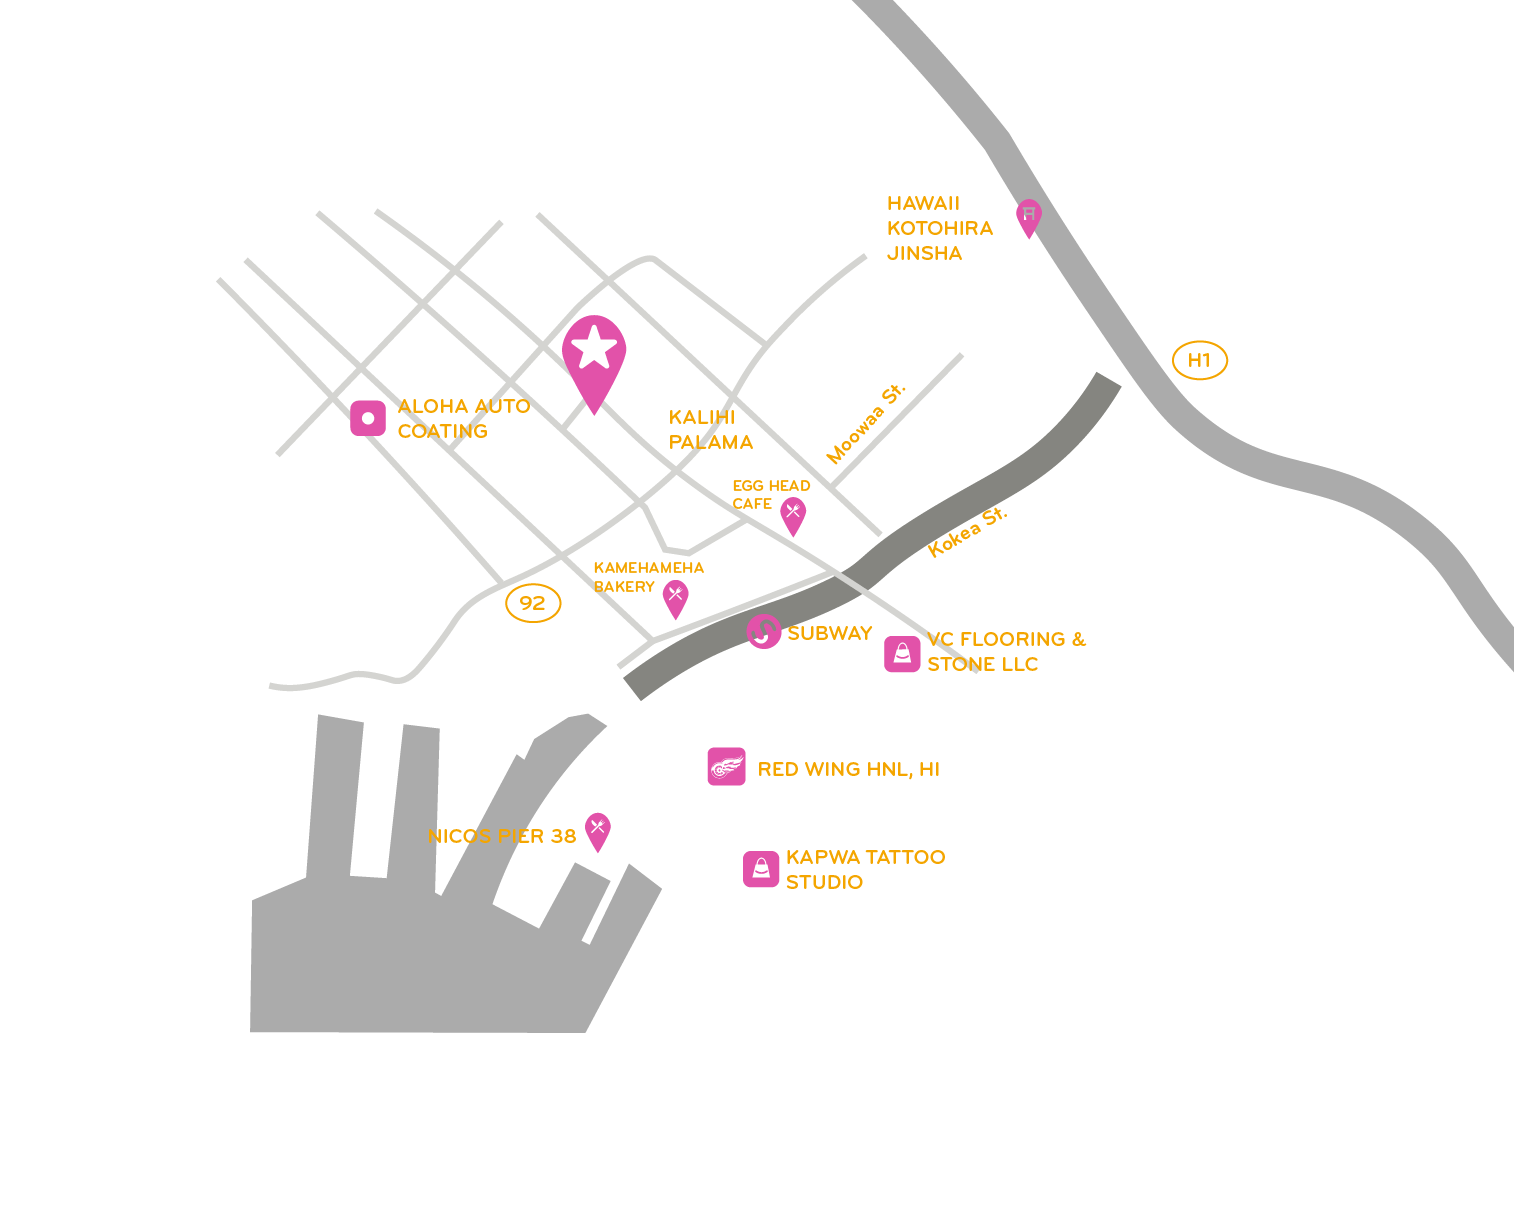 HAWAII
KOTOHIRA
JINSHA
H1
Moowaa St.
ALOHA AUTO
COATING
KALIHI
PALAMA
EGG HEAD
CAFE
Kokea St.
KAMEHAMEHA
BAKERY
92
SUBWAY
VC FLOORING &
STONE LLC
RED WING HNL, HI
NICOS PIER 38
KAPWA TATTOO
STUDIO